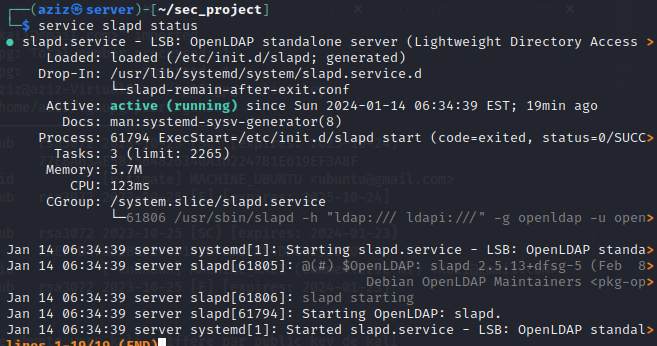 ┌──(aziz㉿server)-[~/sec_project]
└─$ service slapd status
● slapd.service - LSB: OpenLDAP standalone server (Lightweight Directory Access >
Loaded: loaded (/etc/init.d/slapd; generated)
Drop-In: /usr/lib/systemd/system/slapd.service.d
└─slapd-remain-after-exit.conf
Active: active (running) since Sun 2024-01-14 06:34:39 EST; 19min ago
Docs: man:systemd-sysv-generator(8)
Process: 61794 ExecStart=/etc/init.d/slapd start (code=exited, status=0/SUCC>
Tasks: (limit: 2265)
Memory: 5.7M
CPU: 123ms
CGroup: /system.slice/slapd.service
└─61806 /usr/sbin/slapd -h "ldap:/// ldapi:///" -g openldap -u open>
Jan 14 06:34:39 server systemd[1]: Starting slapd.service - LSB: OpenLDAP standa>
Jan 14 06:34:39 server slapd[61805]: @(#) $OpenLDAP: slapd 2.5.13+dfsg-5 (Feb 8>
Debian OpenLDAP Maintainers <pkg-op>
Jan 14 06:34:39 server slapd[61806]: slapd starting
Jan 14 06:34:39 server slapd[61794]: Starting OpenLDAP: slapd.
Jan 14 06:34:39 server systemd[1]: Started slapd.service - LSB: OpenLDAP standal>
lines 1-19/19 (END)